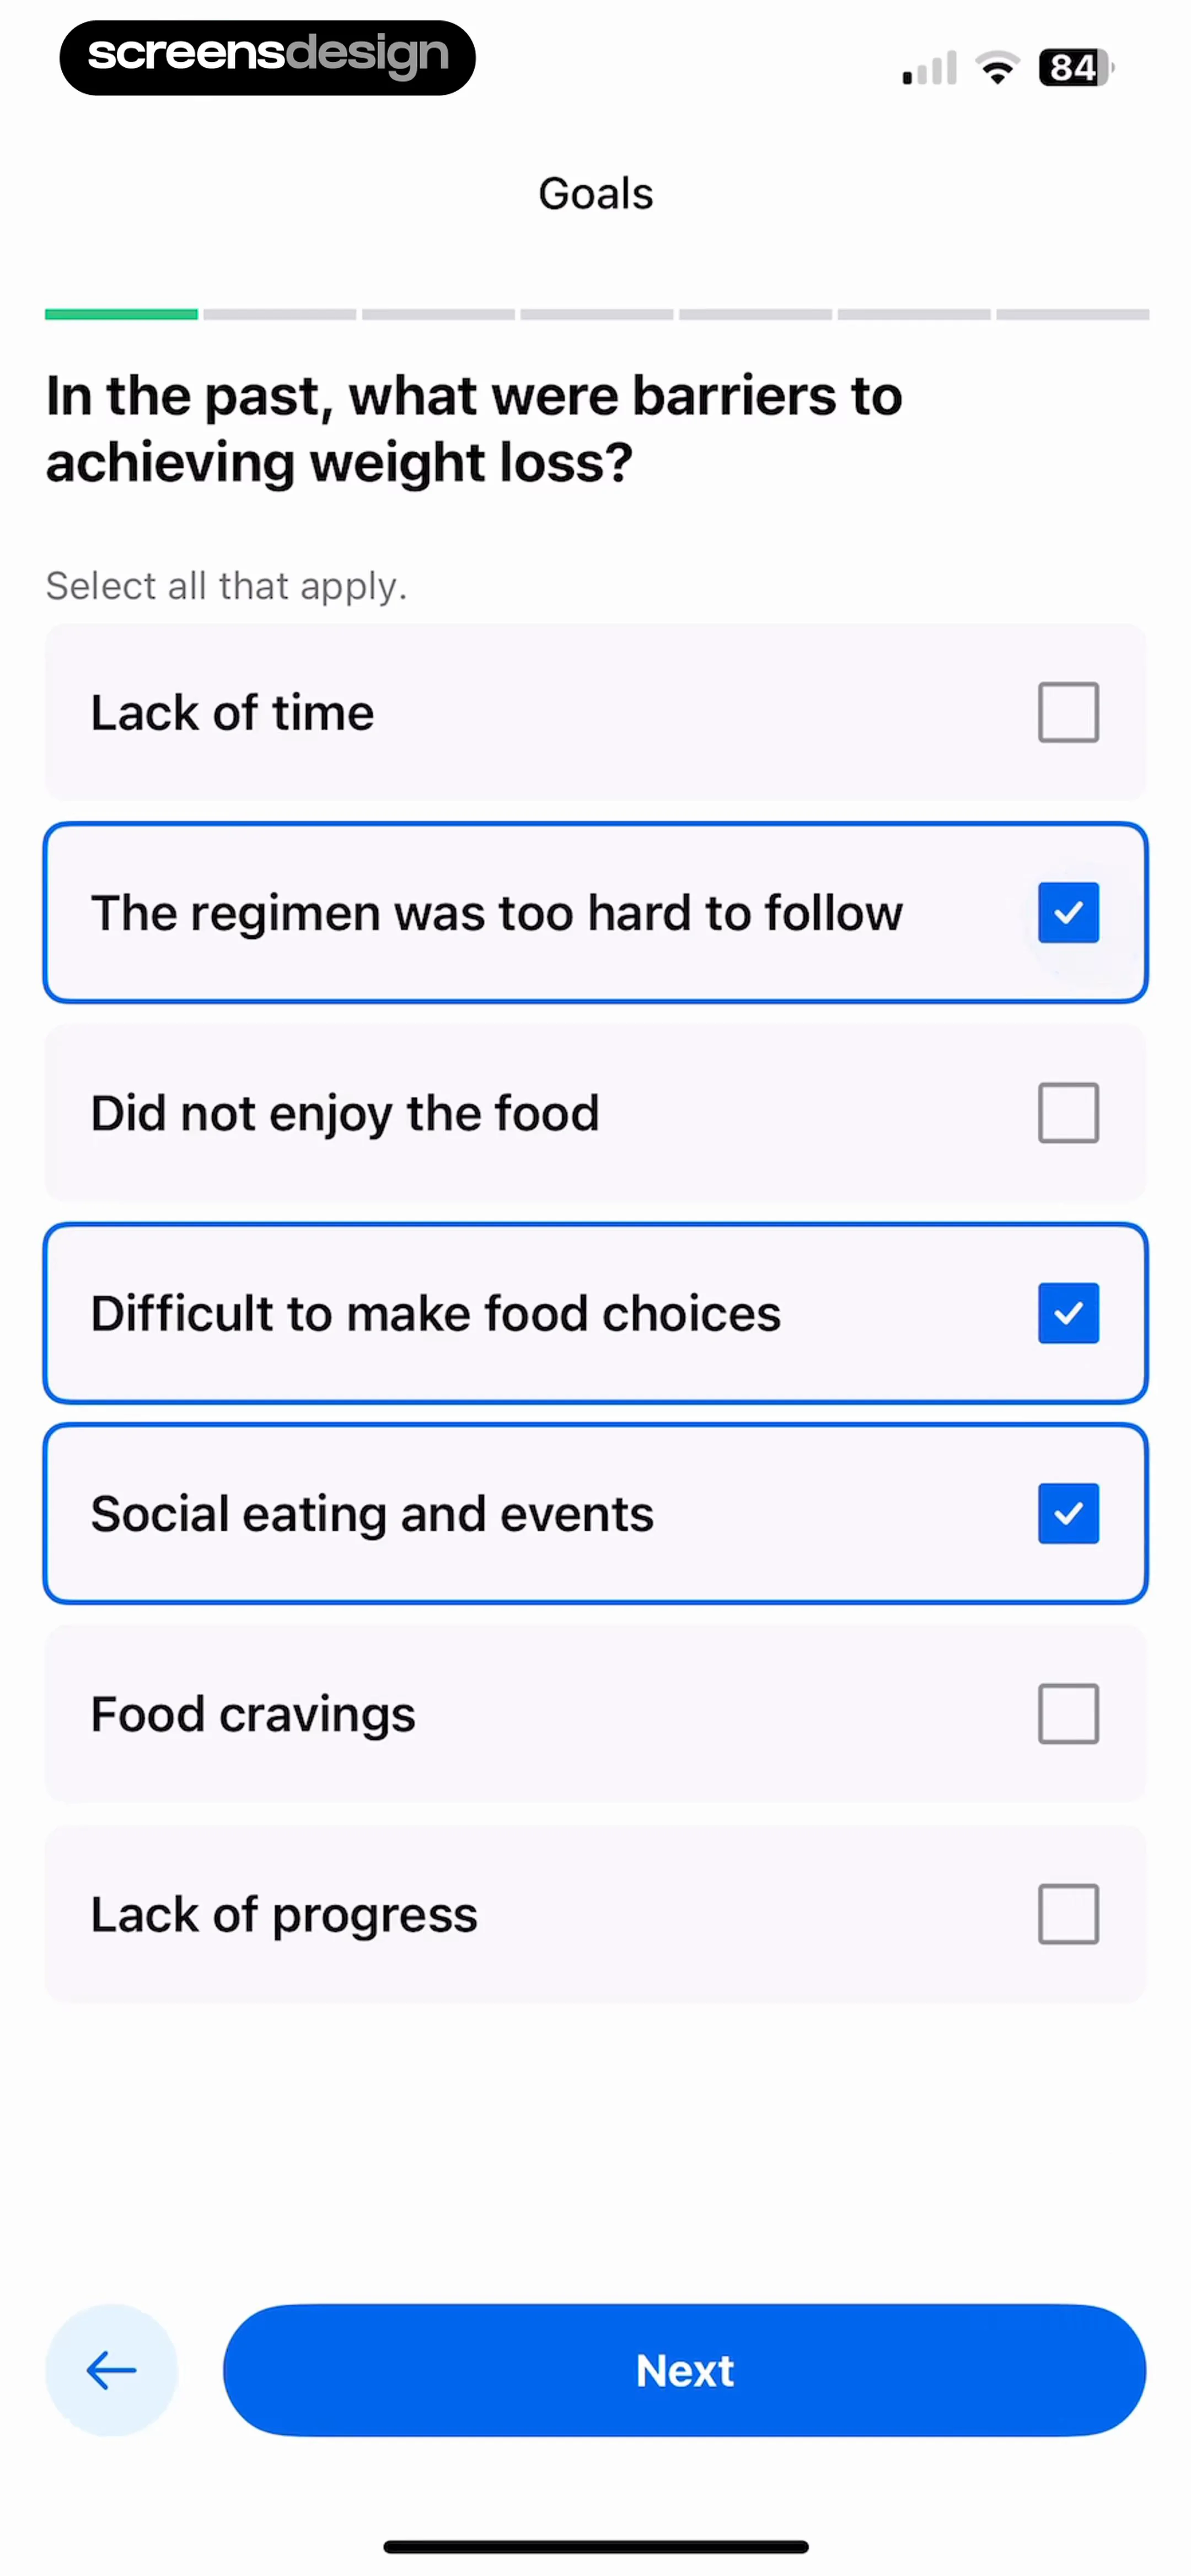 screensdesign
84
Goals
In the past, what were barriers to
achieving weight loss?
Select all that apply.
Lack of time
The regimen was too hard to follow
Did not enjoy the food
Difficult to make food choices
Social eating and events
Food cravings
Lack of progress
Next